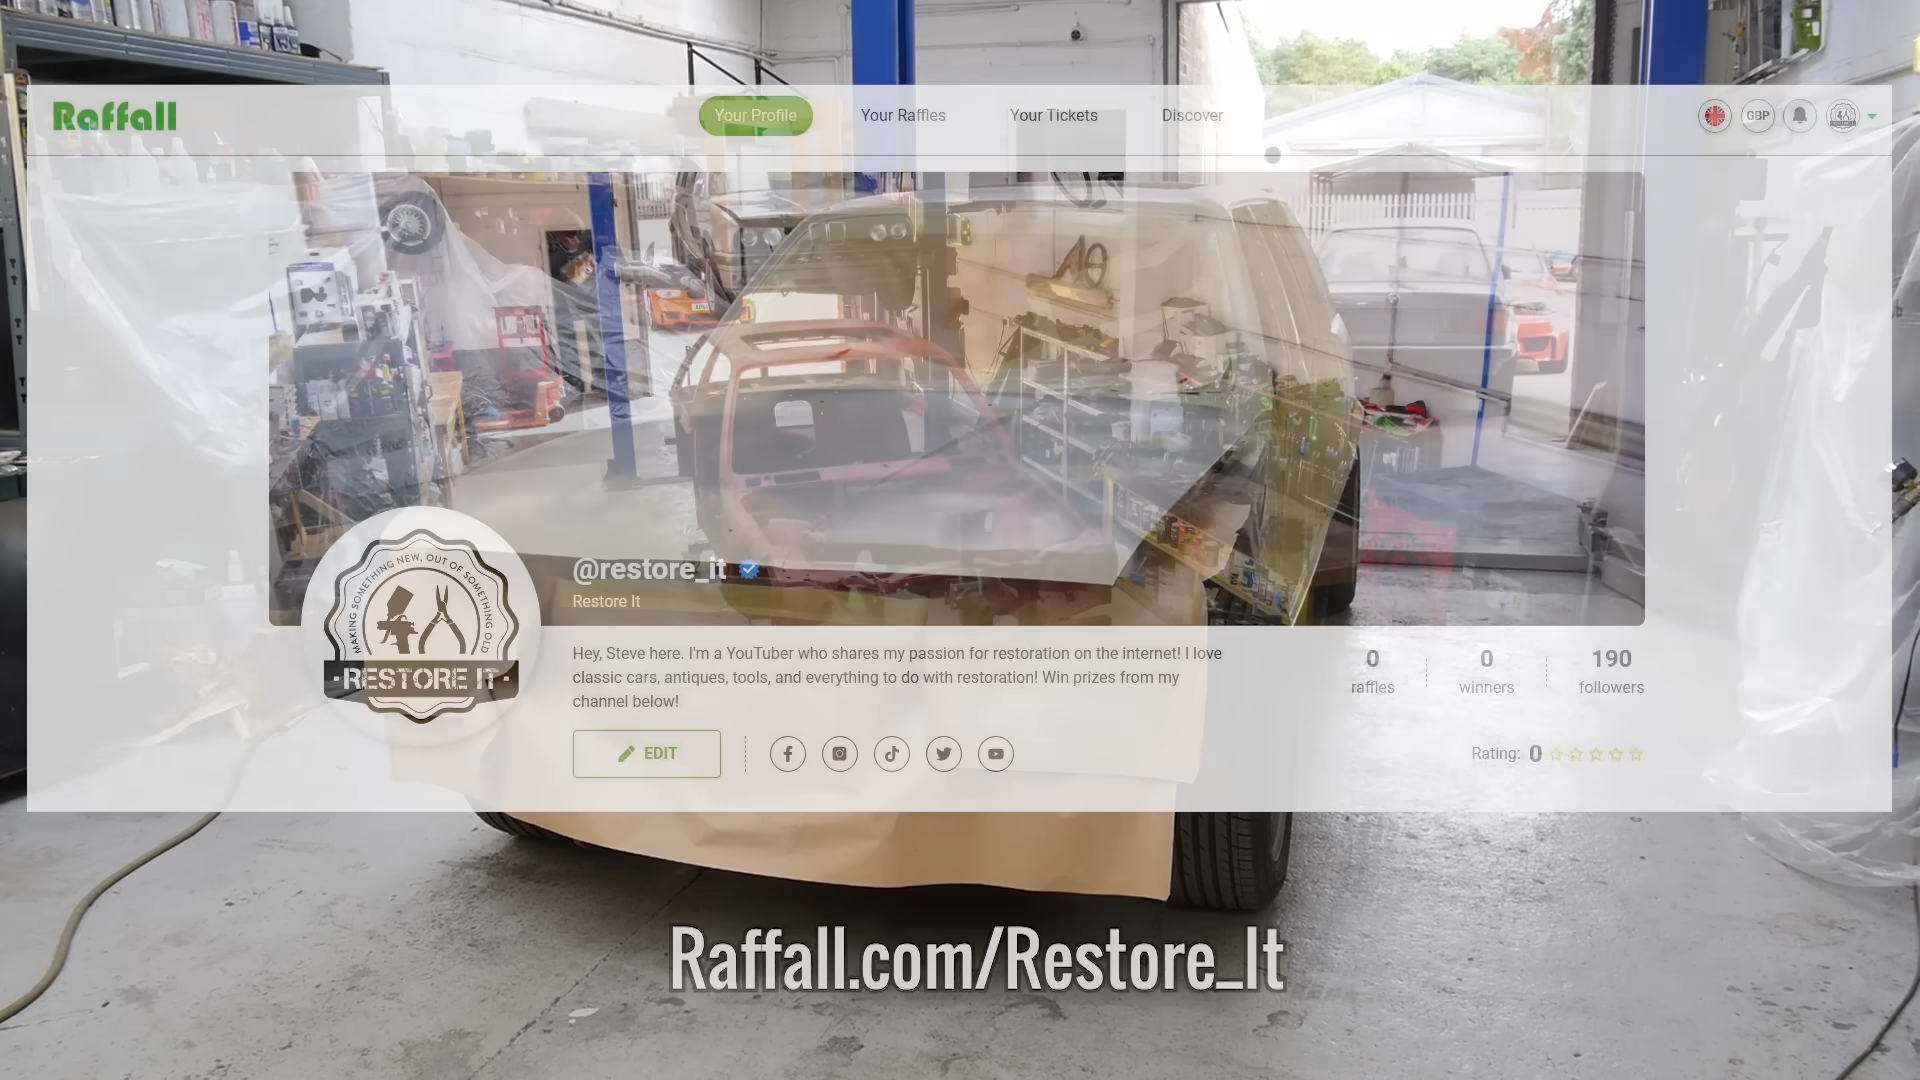 Raffall
Your Profile
Your Raffles
Your Tickets
Discover
GBP
MAKING SOMETHING NEW, OUT OF SOMETHING OLD
·RESTORE IT·
@restore_it
Restore It
Hey, Steve here. I'm a YouTuber who shares my passion for restoration on the internet! I love
classic cars, antiques, tools, and everything to do with restoration! Win prizes from my
channel below!
0
raffles
0
winners
190
followers
EDIT
Rating: 0
Raffall.com/Restore_It